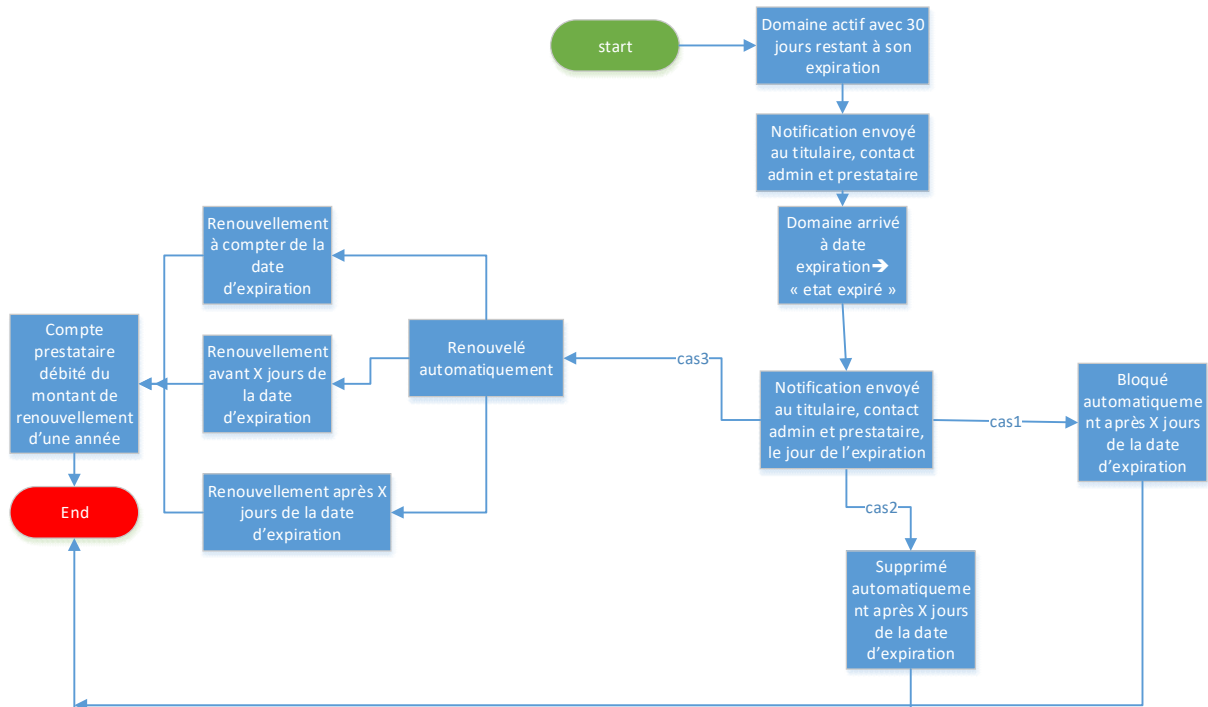 start
Domaine actif avec 30
jours restant à son
expiration
Notification envoyé
au titulaire, contact
admin et prestataire
Domaine arrivé
à date
expiration➔
« etat expiré »
Notification envoyé
au titulaire, contact
admin et prestataire,
le jour de l’expiration
cas1
Bloqué
automatiqueme
nt après X jours
de la date
d’expiration
cas2
Supprimé
automatiqueme
nt après X jours
de la date
d’expiration
cas3
Renouvelé
automatiquement
Renouvellement
à compter de la
date
d’expiration
Renouvellement
avant X jours de
la date
d’expiration
Renouvellement après X
jours de la date
d’expiration
Compte
prestataire
débité du
montant de
renouvellement
d’une année
End